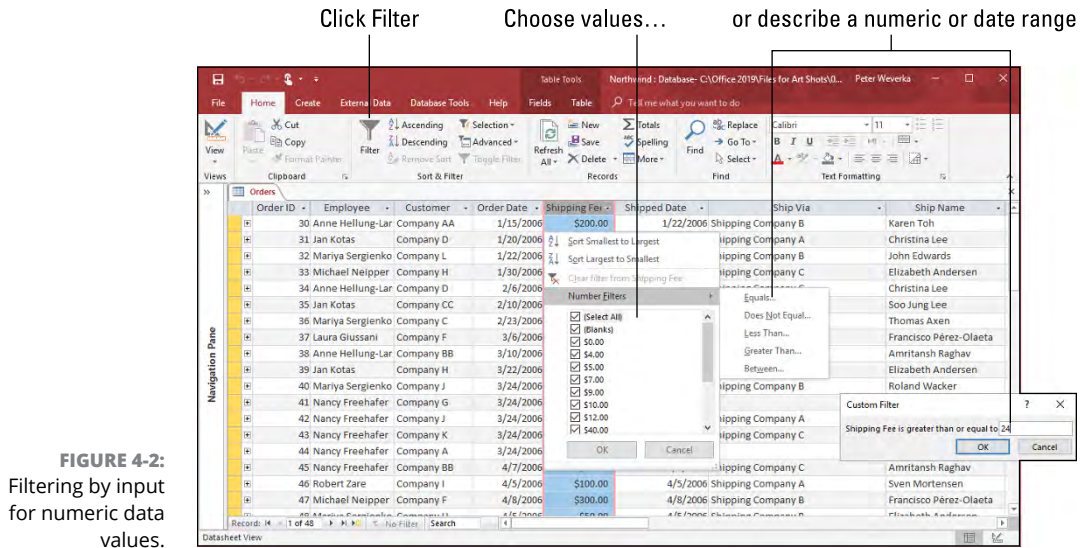 Click Filter
Choose values…
or describe a numeric or date range
Table Tools
Northwind : Database- C:\Office 2019\Files for Art Shots\0...
Peter Weverka
File
Home
Create
External Data
Database Tools
Help
Fields
Table
Tell me what you want to do
View
Paste
Cut
Copy
Format Painter
Filter
Ascending
Descending
Remove Sort
Selection
Advanced
Toggle Filter
Refresh All
New
Save
Delete
Totals
Spelling
More
Find
Replace
Go To
Select
Calibri
11
B I U
A
Views
Clipboard
Sort & Filter
Records
Find
Text Formatting
»
Orders
Order ID Employee Customer Order Date Shipping Fee Shipped Date Ship Via Ship Name
30 Anne Hellung-Lar Company AA 1/15/2006 $200.00 1/22/2006 Shipping Company B Karen Toh
31 Jan Kotas Company D 1/20/2006 Shipping Company A Christina Lee
32 Mariya Sergienko Company L 1/22/2006 Shipping Company B John Edwards
33 Michael Neipper Company H 1/30/2006 Shipping Company C Elizabeth Andersen
34 Anne Hellung-Lar Company D 2/6/2006 Christina Lee
35 Jan Kotas Company CC 2/10/2006 Soo Jung Lee
36 Mariya Sergienko Company C 2/23/2006 Thomas Axen
37 Laura Giussani Company F 3/6/2006 Francisco Pérez-Olaeta
38 Anne Hellung-Lar Company BB 3/10/2006 Amritansh Raghav
39 Jan Kotas Company H 3/22/2006 Elizabeth Andersen
40 Mariya Sergienko Company J 3/24/2006 Shipping Company B Roland Wacker
41 Nancy Freehafer Company G 3/24/2006
42 Nancy Freehafer Company J 3/24/2006 Shipping Company A
43 Nancy Freehafer Company K 3/24/2006 Shipping Company C
44 Nancy Freehafer Company A 3/24/2006
45 Nancy Freehafer Company BB 4/7/2006 Shipping Company C Amritansh Raghav
46 Robert Zare Company I 4/5/2006 $100.00 4/5/2006 Shipping Company A Sven Mortensen
47 Michael Neipper Company F 4/8/2006 $300.00 4/8/2006 Shipping Company B Francisco Pérez-Olaeta
Sort Smallest to Largest
Sort Largest to Smallest
Clear filter from Shipping Fee
Number Filters
(Select All)
(Blanks)
$0.00
$4.00
$5.00
$7.00
$9.00
$10.00
$12.00
$40.00
OK
Cancel
Equals...
Does Not Equal...
Less Than...
Greater Than...
Between...
Custom Filter ? ×
Shipping Fee is greater than or equal to 24
OK
Cancel
Navigation Pane
Record: 1 of 48 No Filter Search
Datasheet View
FIGURE 4-2:
Filtering by input
for numeric data
values.